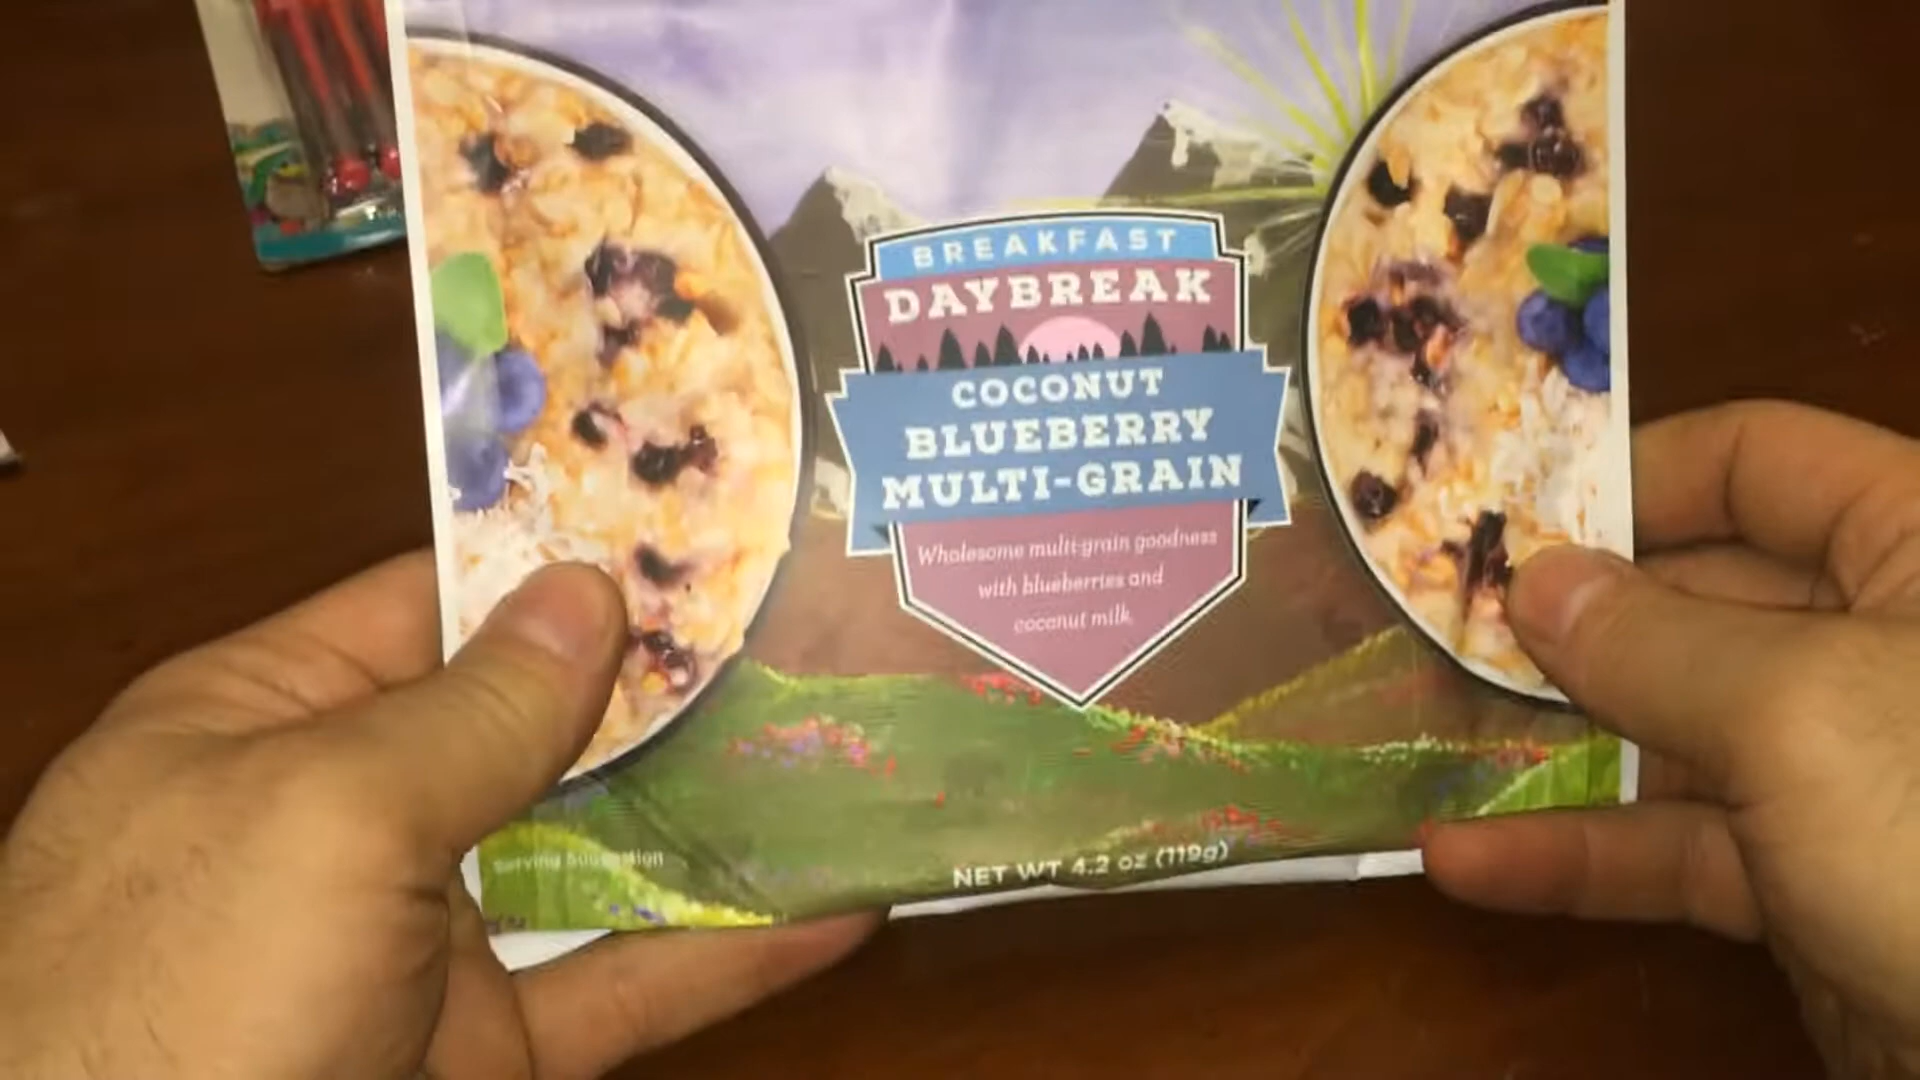 BREAKFAST
DAYBREAK
COCONUT
BLUEBERRY
MULTI-GRAIN
Wholesome multi-grain goodness
with blueberries and
coconut milk.
Serving Suggestion
NET WT 4.2 oz (119g)